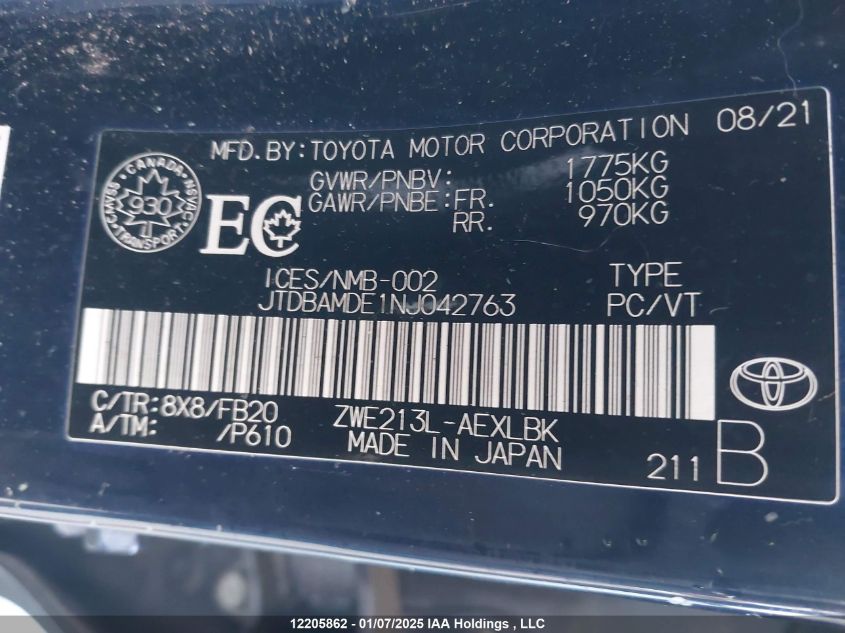 MFD.BY:TOYOTA MOTOR CORPORATION 08/21
GVWR/PNBV: 1775KG
GAWR/PNBE:FR. 1050KG
RR. 970KG
CANADA
NSVAC
CMVSS
930
TRANSPORT
EC
ICES/NMB-002
JTDBAMDE1NJ042763
TYPE
PC/VT
C/TR:8X8/FB20 ZWE213L-AEXLBK
A/TM: /P610 MADE IN JAPAN
211 B
12205862 - 01/07/2025 IAA Holdings , LLC